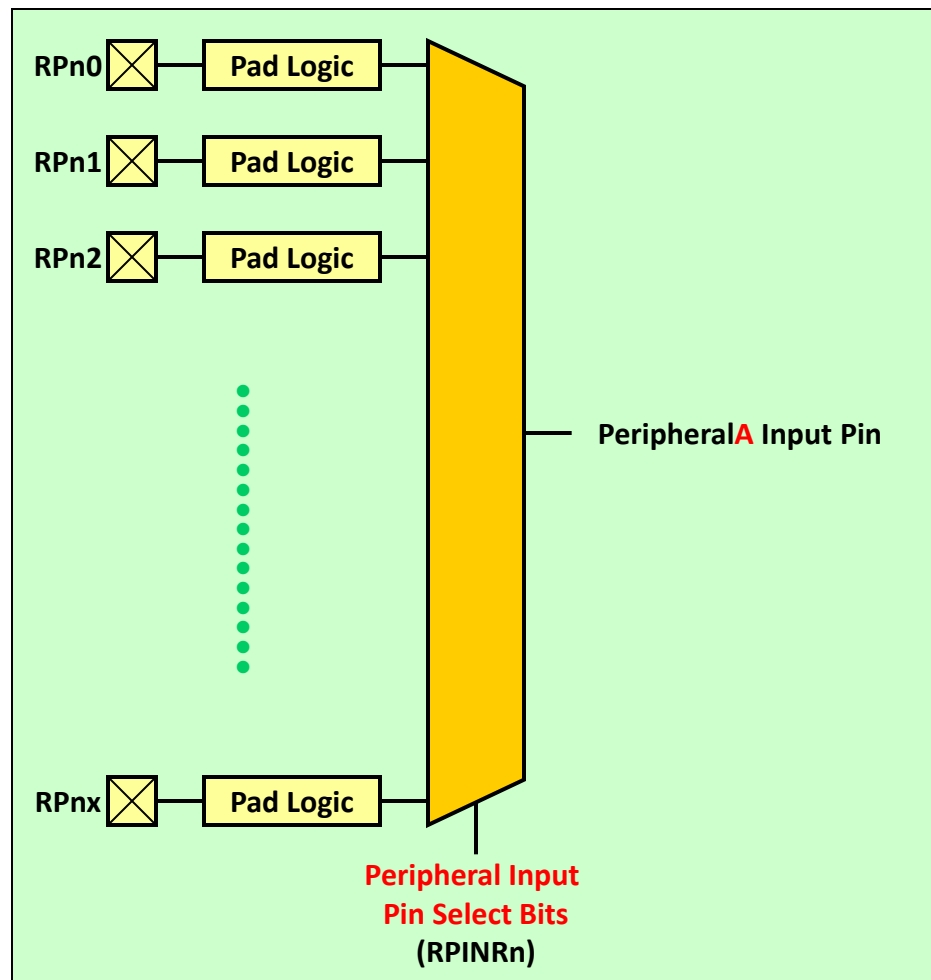 RPn0 Pad Logic
RPn1 Pad Logic
RPn2 Pad Logic
PeripheralA Input Pin
RPnx Pad Logic
Peripheral Input
Pin Select Bits
(RPINRn)